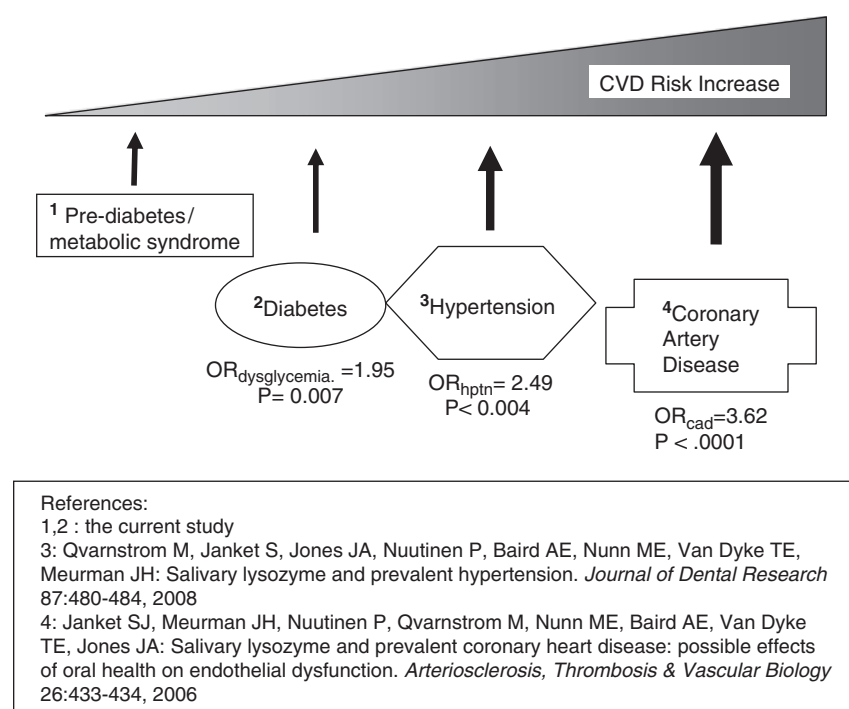 CVD Risk Increase
1 Pre-diabetes/
metabolic syndrome
2Diabetes
3Hypertension
4Coronary
Artery
Disease
ORdysglycemia. =1.95
P= 0.007
ORhptn= 2.49
P< 0.004
ORcad=3.62
P < .0001
References:
1,2 : the current study
3: Qvarnstrom M, Janket S, Jones JA, Nuutinen P, Baird AE, Nunn ME, Van Dyke TE,
Meurman JH: Salivary lysozyme and prevalent hypertension. Journal of Dental Research
87:480-484, 2008
4: Janket SJ, Meurman JH, Nuutinen P, Qvarnstrom M, Nunn ME, Baird AE, Van Dyke
TE, Jones JA: Salivary lysozyme and prevalent coronary heart disease: possible effects
of oral health on endothelial dysfunction. Arteriosclerosis, Thrombosis & Vascular Biology
26:433-434, 2006